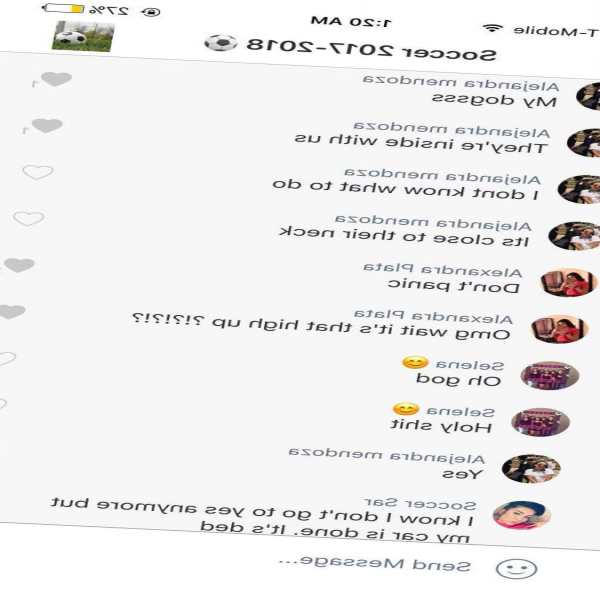 T-Mobile 1:20 AM 27%
Soccer 2017-2018
Alejandra mendoza
My dogsss
1
Alejandra mendoza
They're inside with us
1
Alejandra mendoza
I dont know what to do
Alejandra mendoza
Its close to their neck
Alexandra Plata
Don't panic
Alexandra Plata
Omg wait it's that high up ?!?!?!?
Selena 😊
Oh god
Selena 😊
Holy shit
Alejandra mendoza
Yes
Soccer Sar
I know I don't go to yes anymore but
my car is done. It's ded
Send Message...